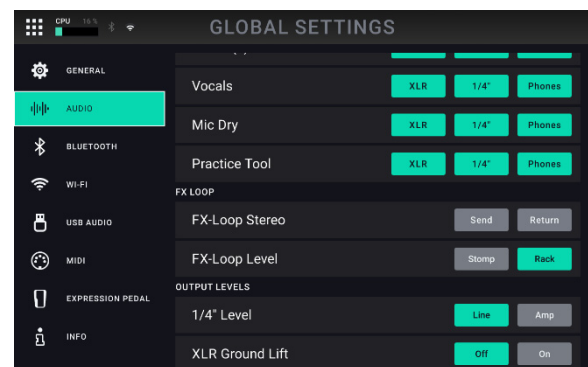 CPU 16%
GLOBAL SETTINGS
GENERAL
AUDIO
BLUETOOTH
WI-FI
USB AUDIO
MIDI
EXPRESSION PEDAL
INFO
Vocals XLR 1/4" Phones
Mic Dry XLR 1/4" Phones
Practice Tool XLR 1/4" Phones
FX LOOP
FX-Loop Stereo Send Return
FX-Loop Level Stomp Rack
OUTPUT LEVELS
1/4" Level Line Amp
XLR Ground Lift Off On